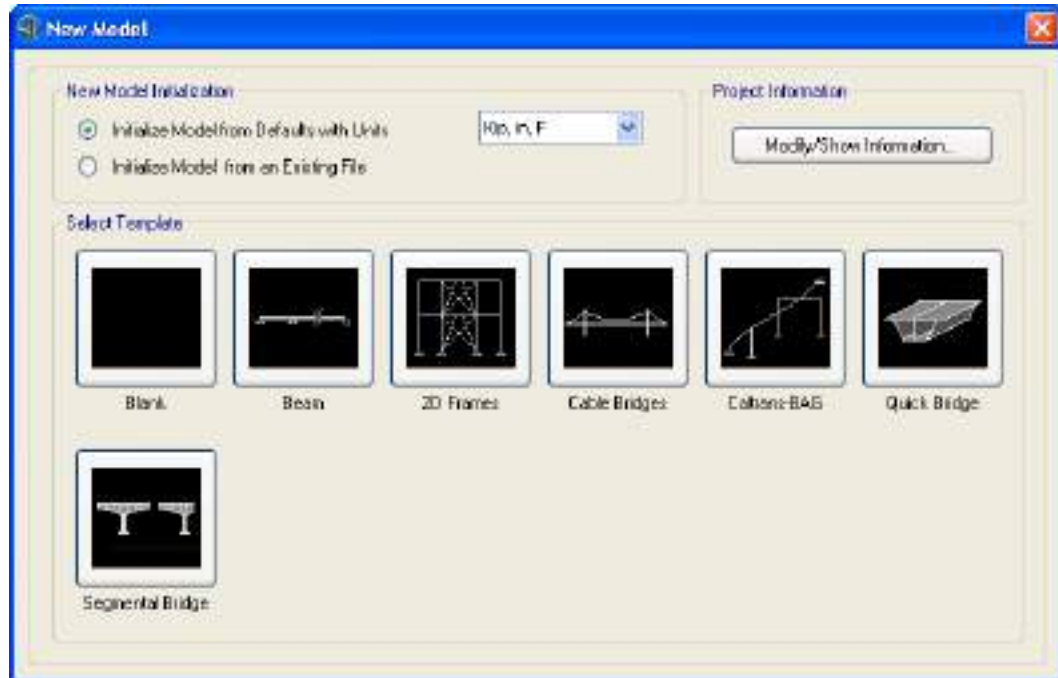 New Model
New Model Initialization
Initialize Model from Defaults with Units
Kip, in, F
Initialize Model from an Existing File
Project Information
Modify/Show Information...
Select Template
Blank
Beam
2D Frames
Cable Bridges
Caltrans-BAG
Quick Bridge
Segmental Bridge